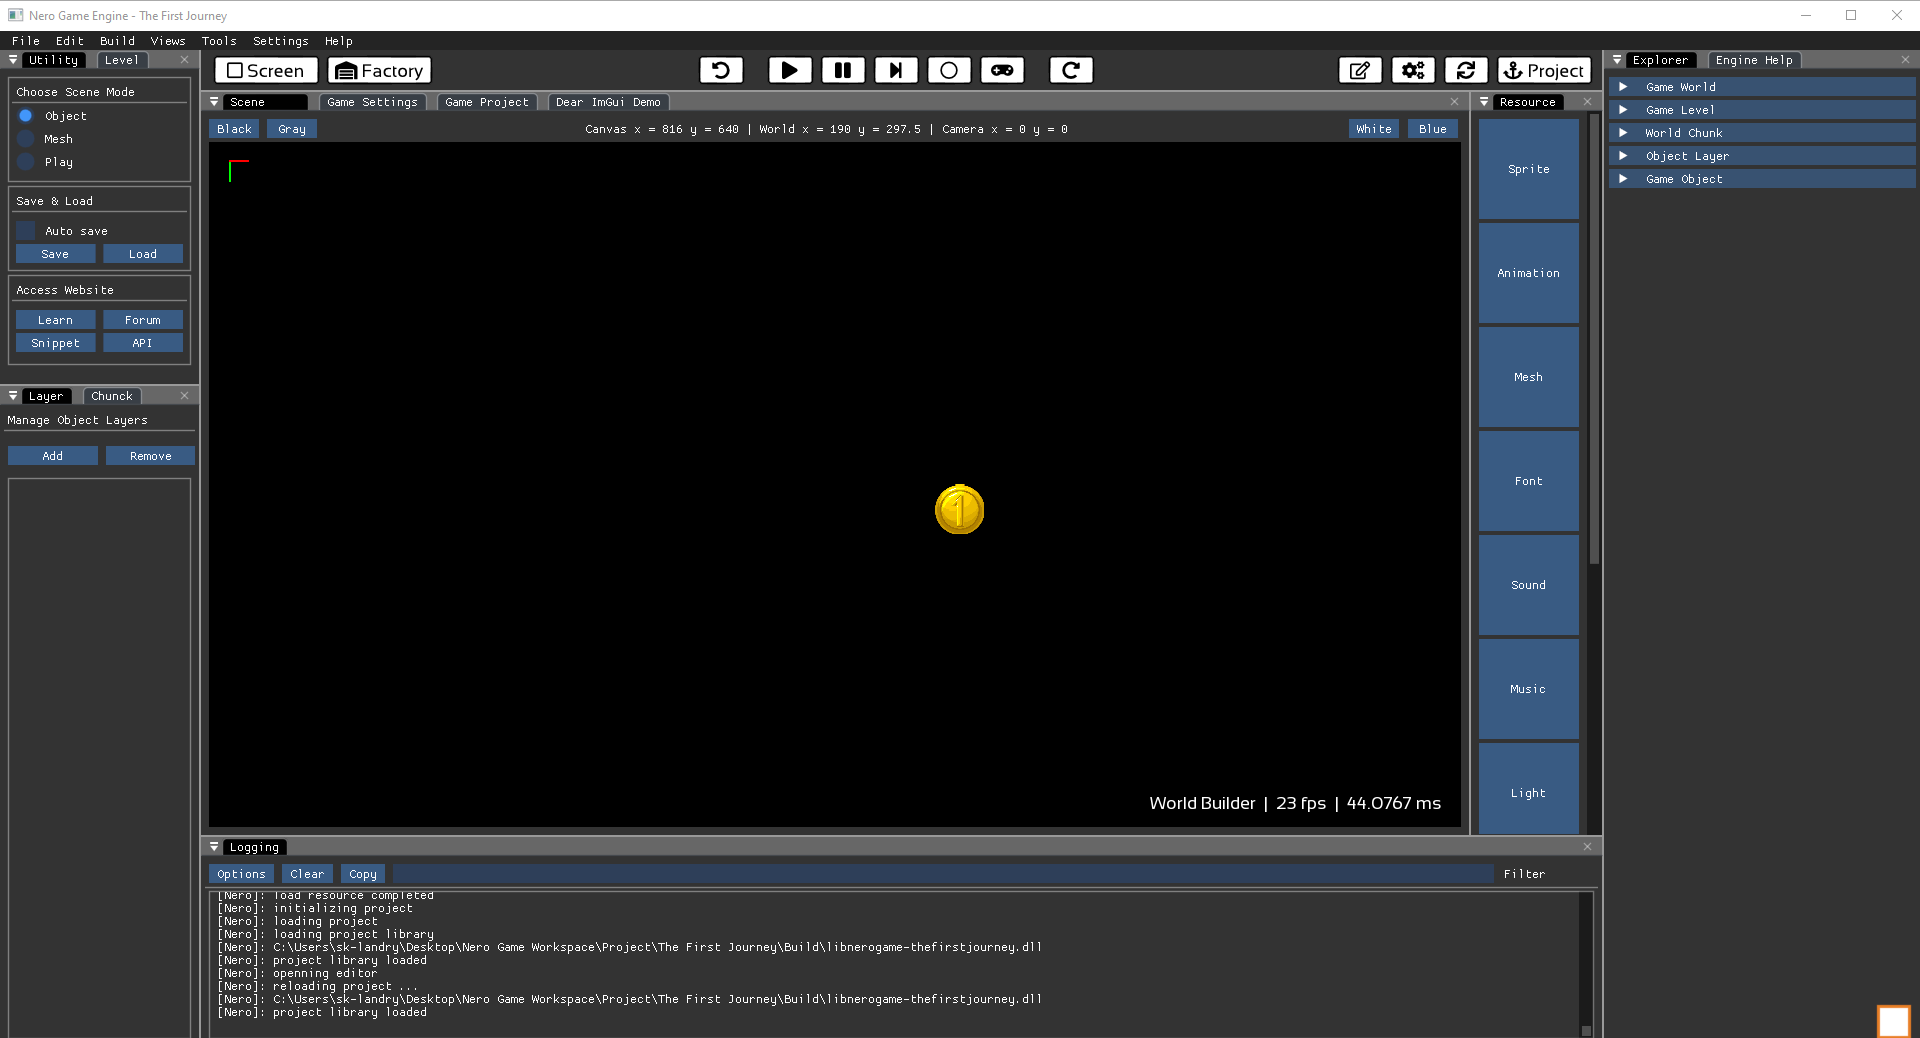 Nero Game Engine - The First Journey
File Edit Build Views Tools Settings Help
Utility Level
Choose Scene Mode
Object
Mesh
Play
Save & Load
Auto save
Save Load
Access Website
Learn Forum
Snippet API
Layer Chunck
Manage Object Layers
Add Remove
Screen Factory
Project
Scene Game Settings Game Project Dear ImGui Demo
Black Gray Canvas x = 816 y = 640 | World x = 190 y = 297.5 | Camera x = 0 y = 0 White Blue
1
World Builder | 23 fps | 44.0767 ms
Resource
Sprite
Animation
Mesh
Font
Sound
Music
Light
Explorer Engine Help
Game World
Game Level
World Chunk
Object Layer
Game Object
Logging
Options Clear Copy Filter
[Nero]: load resource completed
[Nero]: initializing project
[Nero]: loading project
[Nero]: loading project library
[Nero]: C:\Users\sk-landry\Desktop\Nero Game Workspace\Project\The First Journey\Build\libnerogame-thefirstjourney.dll
[Nero]: project library loaded
[Nero]: openning editor
[Nero]: reloading project ...
[Nero]: C:\Users\sk-landry\Desktop\Nero Game Workspace\Project\The First Journey\Build\libnerogame-thefirstjourney.dll
[Nero]: project library loaded